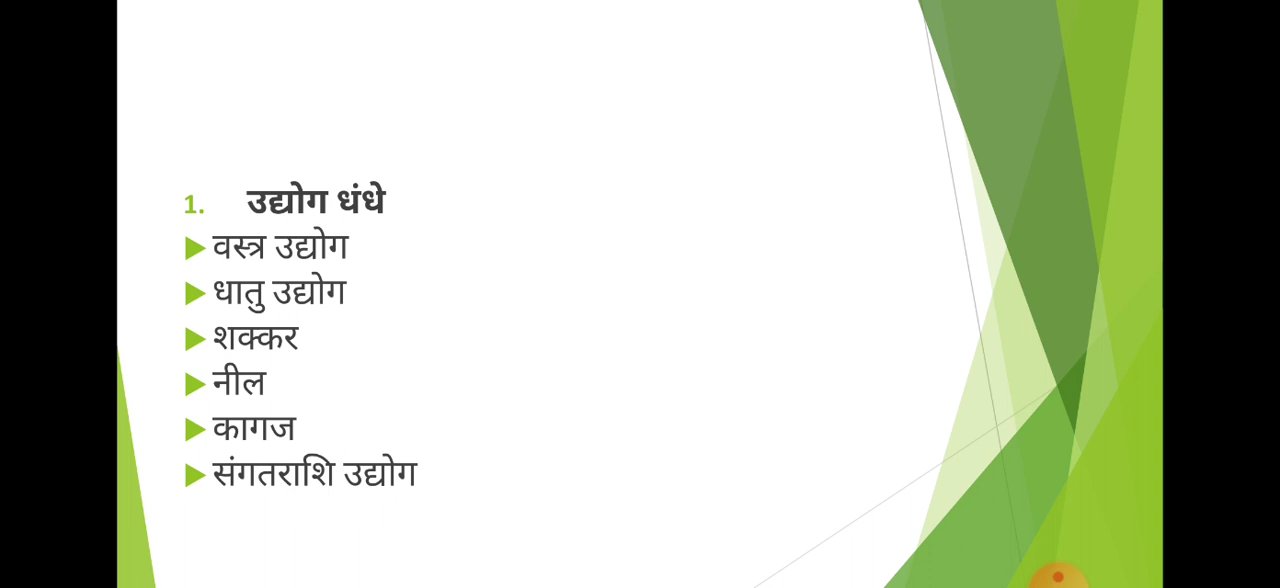 1. उद्योग धंधे
वस्त्र उद्योग
धातु उद्योग
शक्कर
नील
कागज
संगतराशि उद्योग